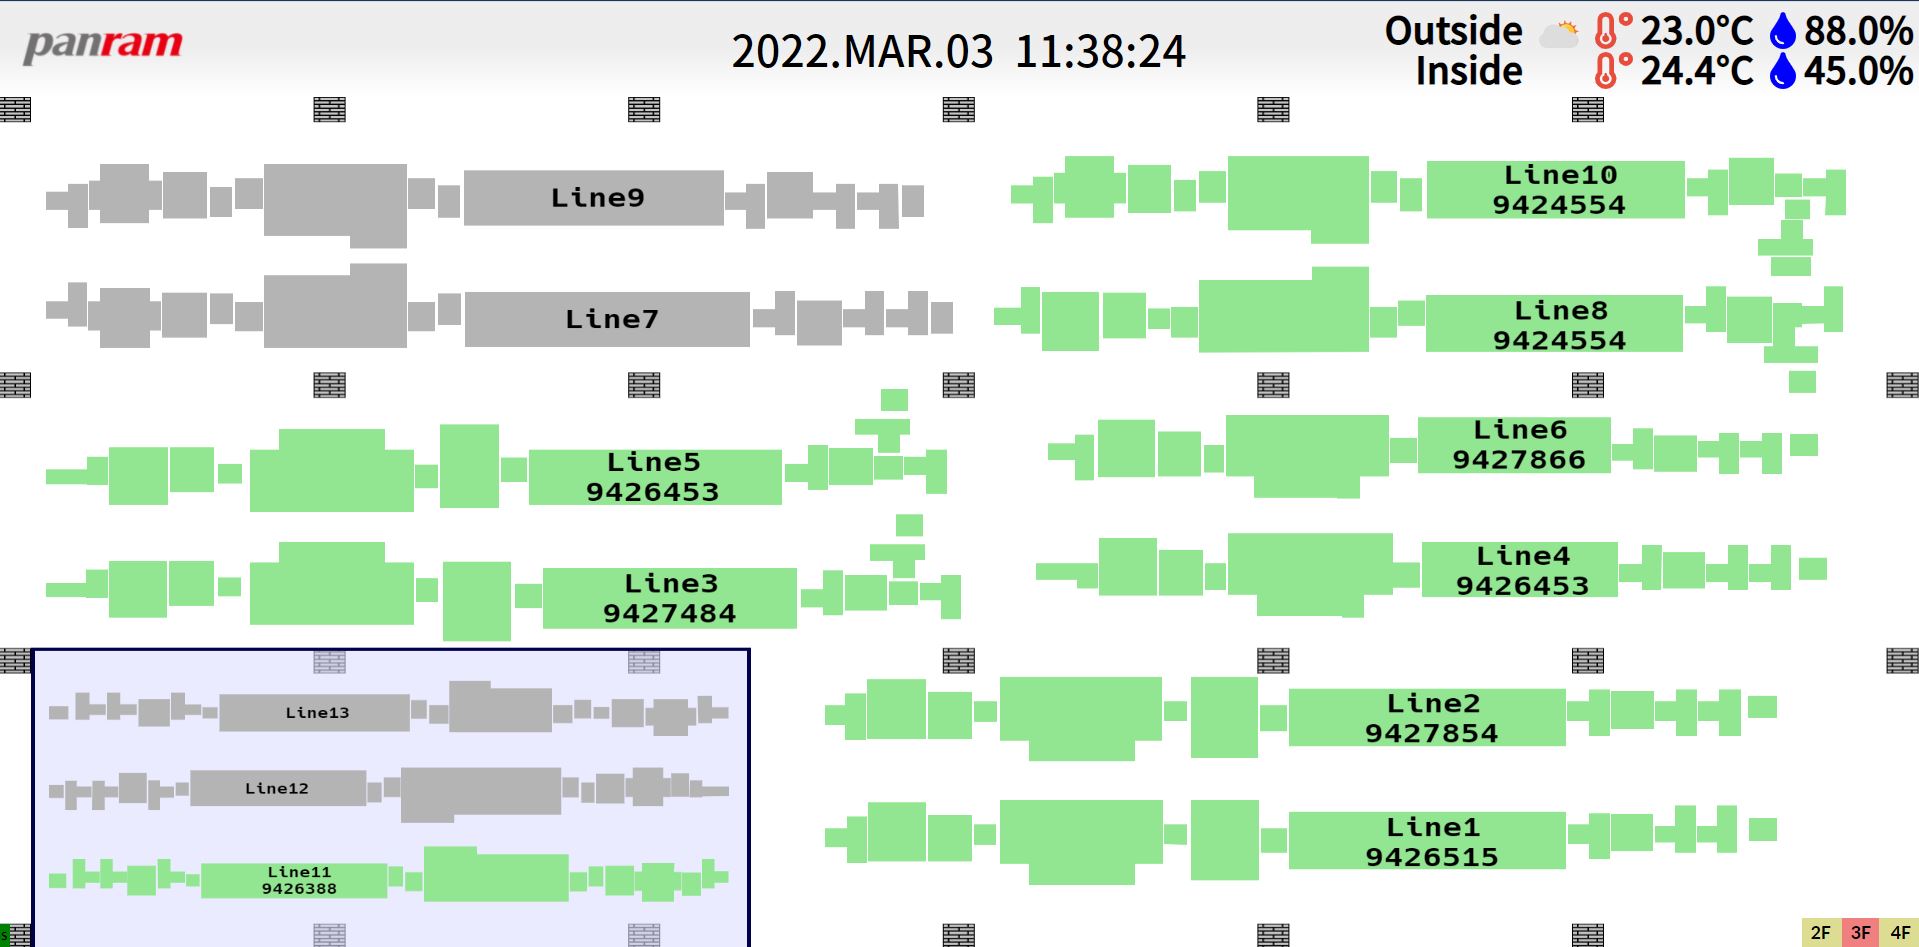 panram
2022.MAR.03 11:38:24
Outside 23.0°C 88.0%
Inside 24.4°C 45.0%
Line9
Line10
9424554
Line7
Line8
9424554
Line5
9426453
Line6
9427866
Line3
9427484
Line4
9426453
Line13
Line12
Line11
9426388
Line2
9427854
Line1
9426515
S
2F 3F 4F